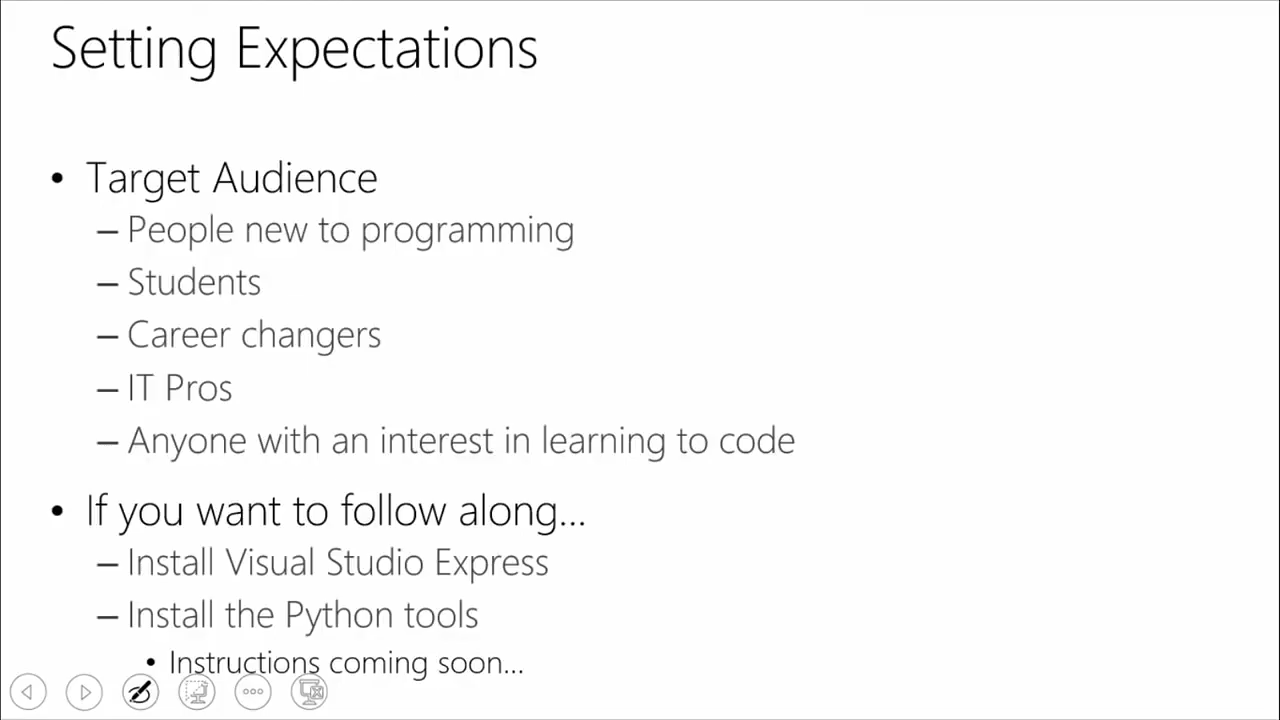 Setting Expectations
• Target Audience
– People new to programming
– Students
– Career changers
– IT Pros
– Anyone with an interest in learning to code
• If you want to follow along...
– Install Visual Studio Express
– Install the Python tools
• Instructions coming soon...